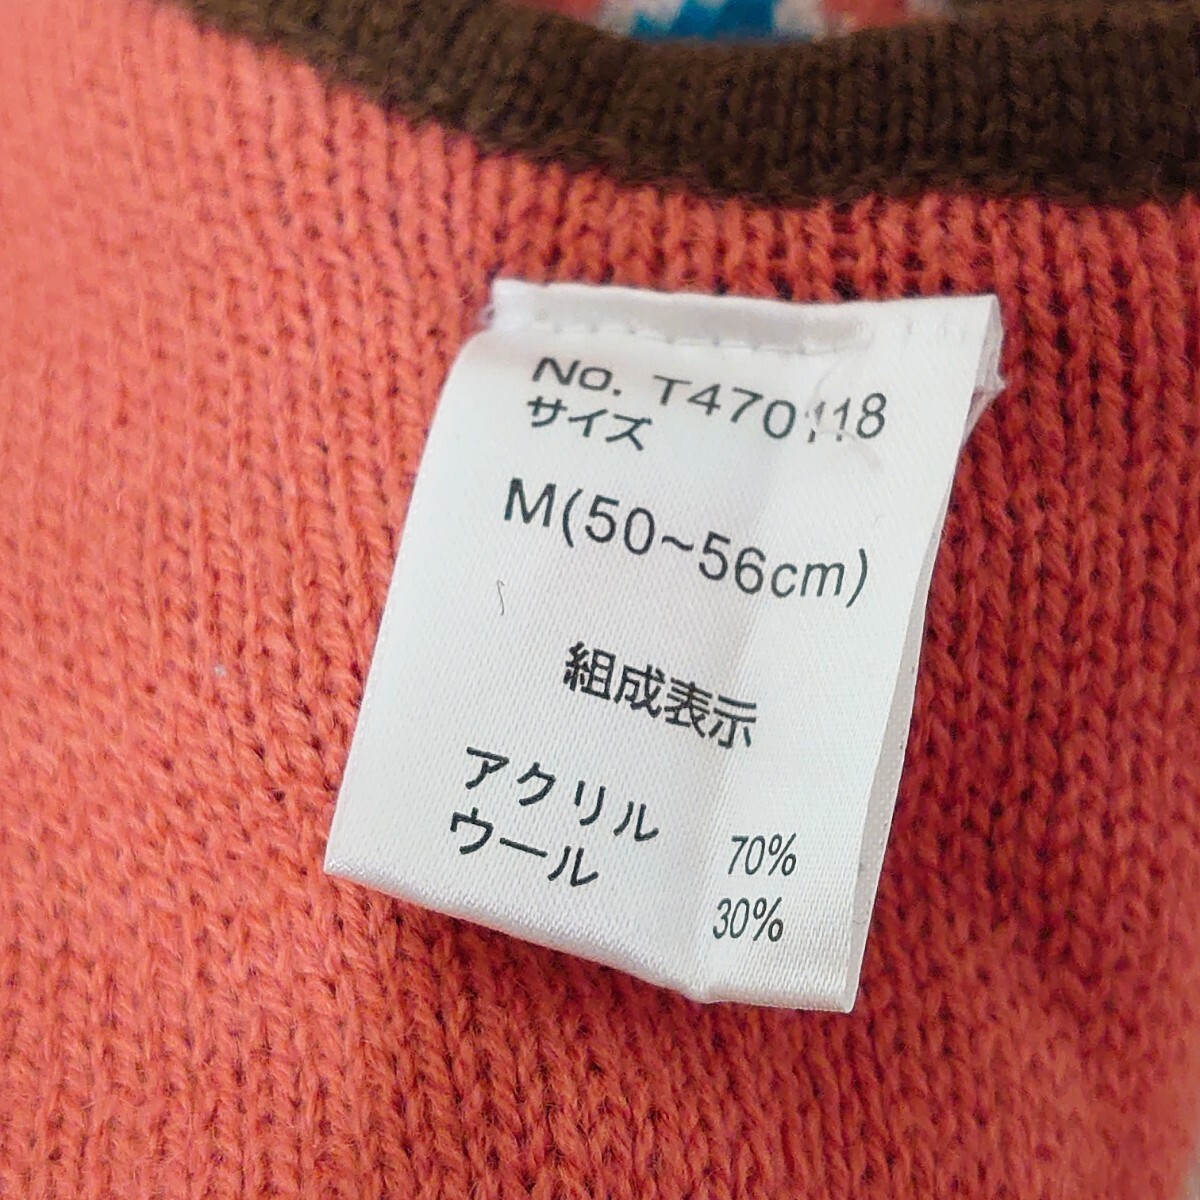 No. T470118
サイズ
M(50~56cm)
組成表示
アクリル 70%
ウール 30%